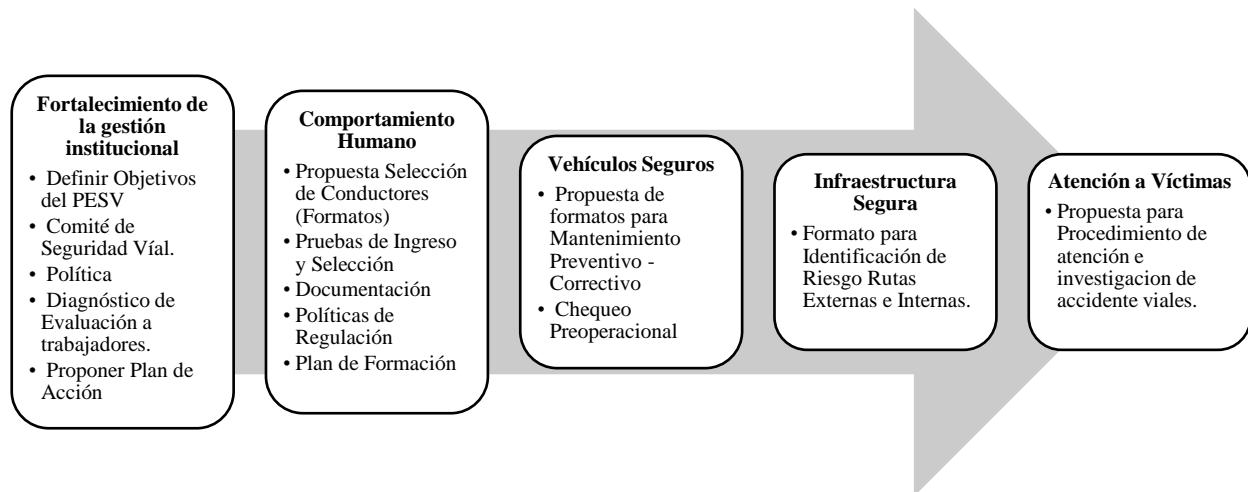 Fortalecimiento de
la gestión
institucional
• Definir Objetivos
del PESV
• Comité de
Seguridad Víal.
• Política
• Diagnóstico de
Evaluación a
trabajadores.
• Proponer Plan de
Acción
Comportamiento
Humano
• Propuesta Selección
de Conductores
(Formatos)
• Pruebas de Ingreso
y Selección
• Documentación
• Políticas de
Regulación
• Plan de Formación
Vehículos Seguros
• Propuesta de
formatos para
Mantenimiento
Preventivo -
Correctivo
• Chequeo
Preoperacional
Infraestructura
Segura
• Formato para
Identificación de
Riesgo Rutas
Externas e Internas.
Atención a Víctimas
• Propuesta para
Procedimiento de
atención e
investigacion de
accidente viales.